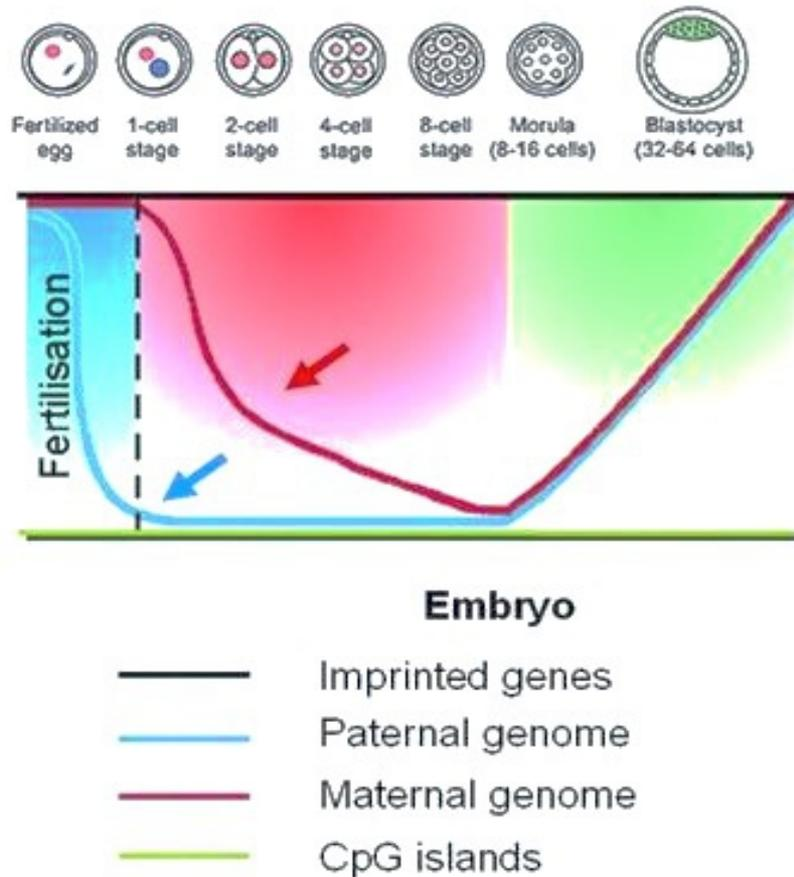 Fertilized egg
1-cell stage
2-cell stage
4-cell stage
8-cell stage
Morula (8-16 cells)
Blastocyst (32-64 cells)
Fertilisation
Embryo
Imprinted genes
Paternal genome
Maternal genome
CpG islands